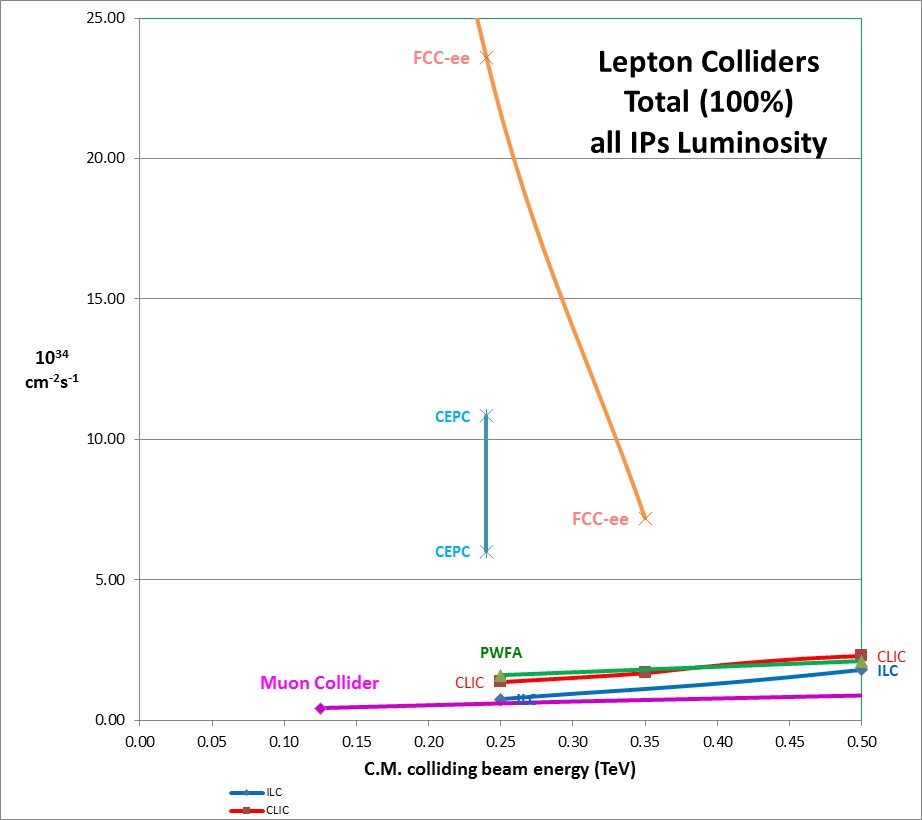 25.00
FCC-ee
Lepton Colliders
Total (100%)
all IPs Luminosity
20.00
15.00
10³⁴
cm⁻²s⁻¹
CEPC
10.00
FCC-ee
CEPC
5.00
PWFA
CLIC
CLIC
ILC
Muon Collider
ILC
0.00
0.00 0.05 0.10 0.15 0.20 0.25 0.30 0.35 0.40 0.45 0.50
C.M. colliding beam energy (TeV)
ILC
CLIC